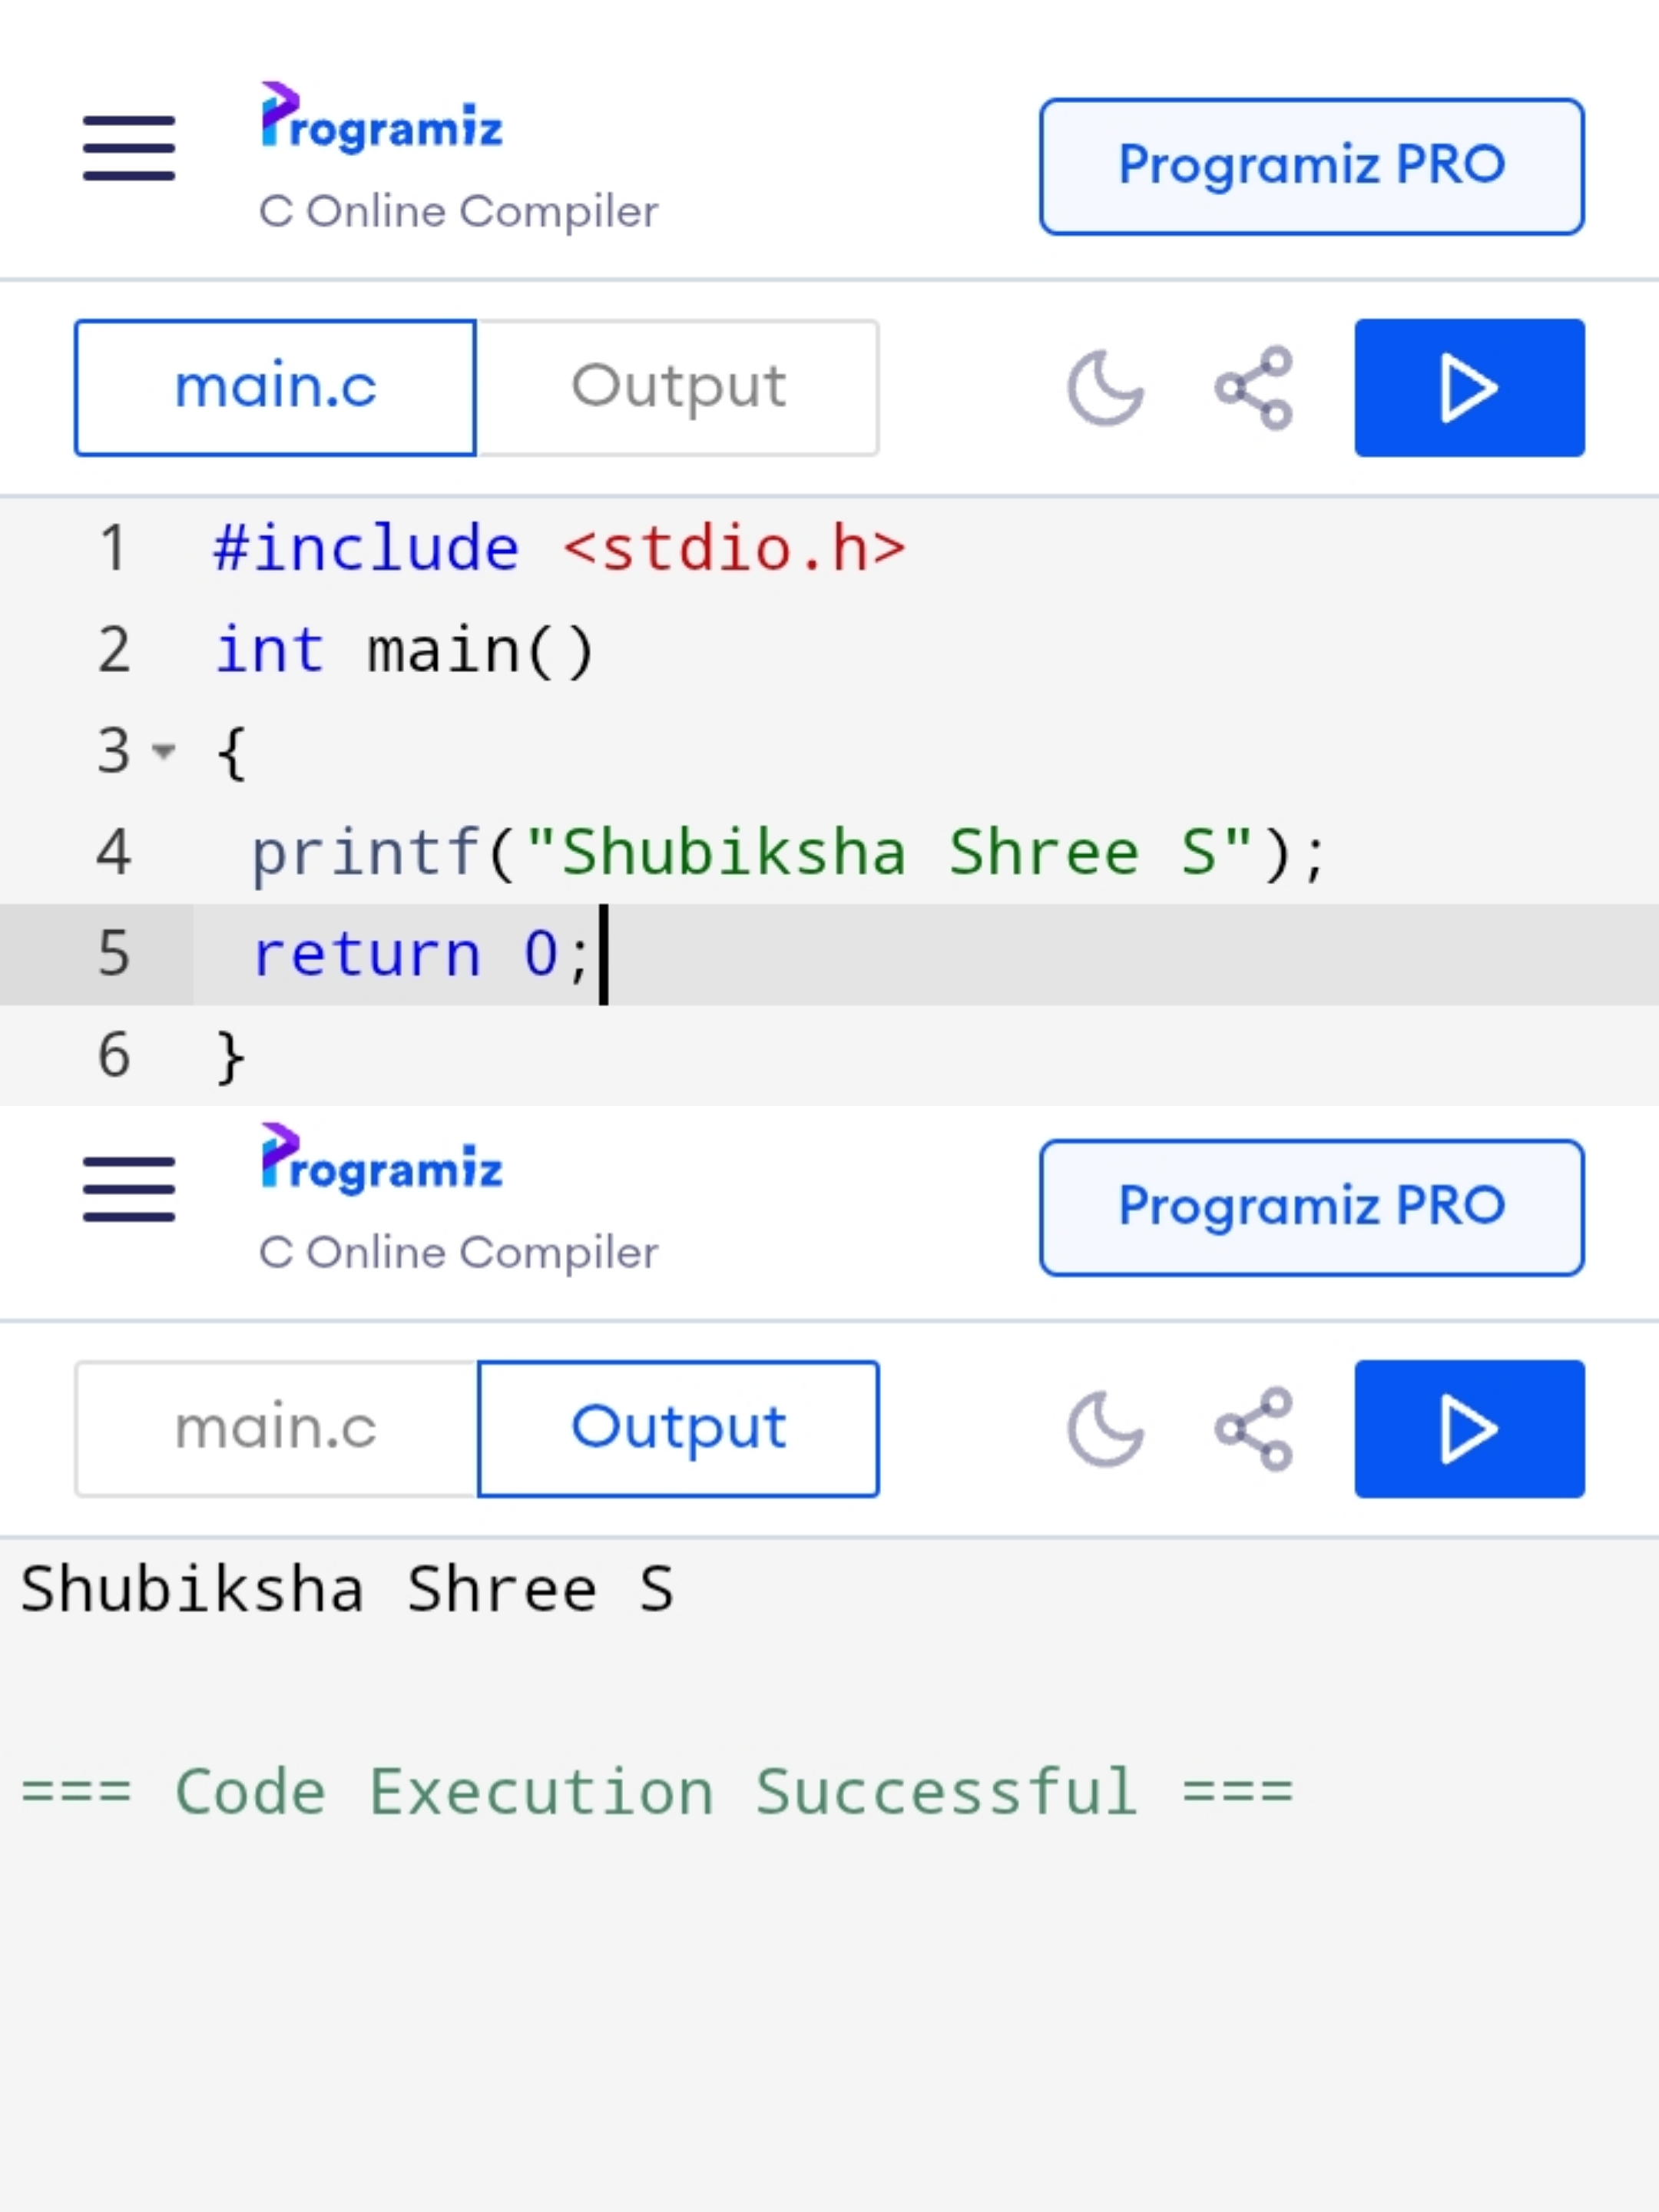 Programiz
Programiz PRO
C Online Compiler
main.c Output
1 #include <stdio.h>
2 int main()
3 {
4  printf("Shubiksha Shree S");
5  return 0;
6 }
Programiz
Programiz PRO
C Online Compiler
main.c Output
Shubiksha Shree S
=== Code Execution Successful ===